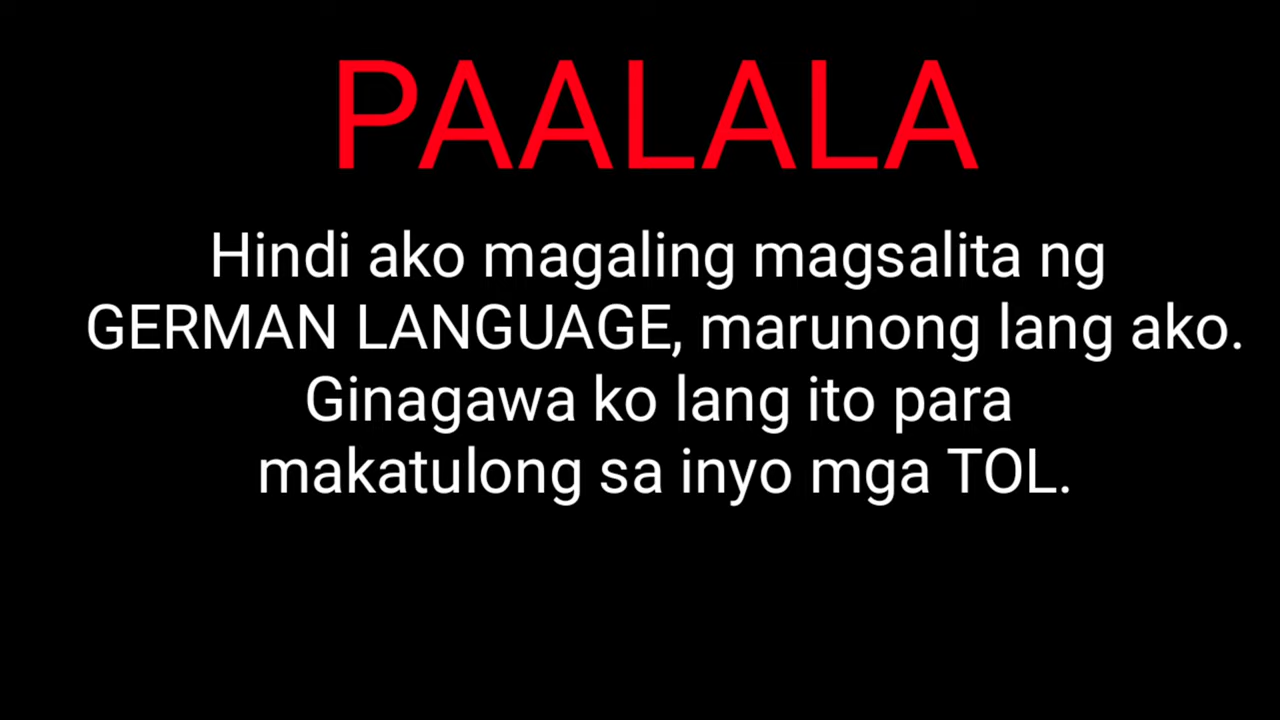 PAALALA
Hindi ako magaling magsalita ng
GERMAN LANGUAGE, marunong lang ako.
Ginagawa ko lang ito para
makatulong sa inyo mga TOL.